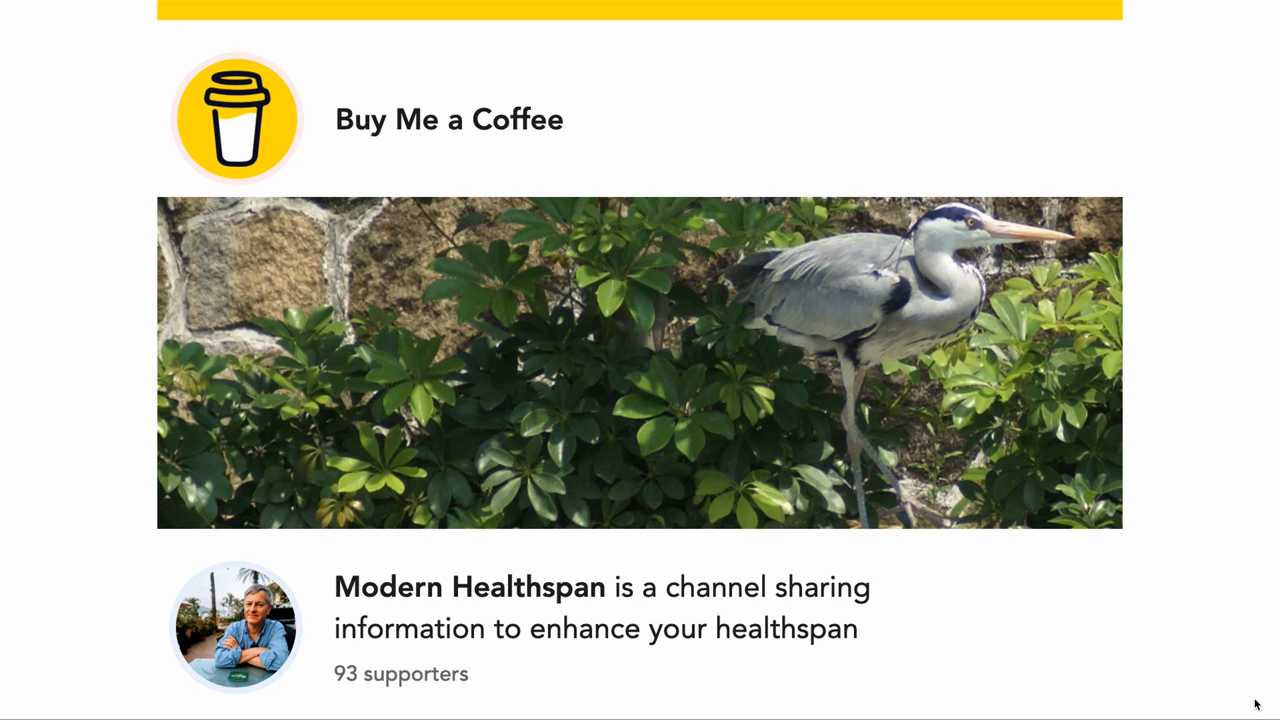 Buy Me a Coffee
Modern Healthspan is a channel sharing
information to enhance your healthspan
93 supporters